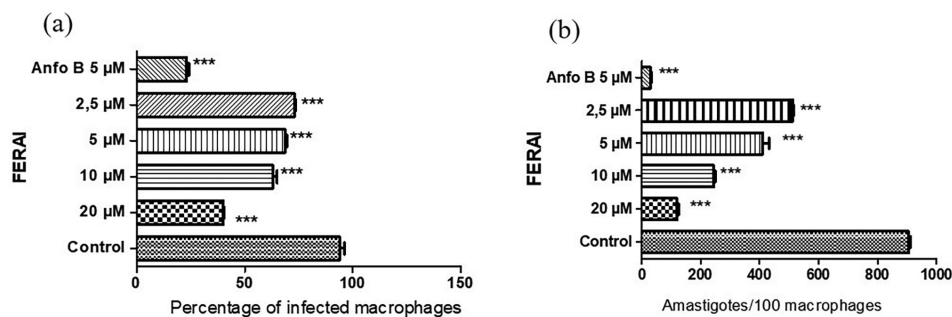 (a)
FERAI
Anfo B 5 µM
***
2,5 µM
***
5 µM
***
10 µM
***
20 µM
***
Control
0 50 100 150
Percentage of infected macrophages
(b)
FERAI
Anfo B 5 µM
***
2,5 µM
***
5 µM
***
10 µM
***
20 µM
***
Control
0 200 400 600 800 1000
Amastigotes/100 macrophages